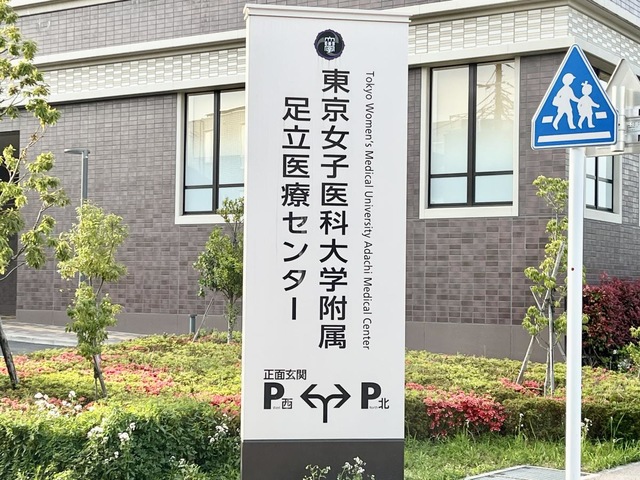 東京女子医科大学附属
足立医療センター
Tokyo Women's Medical University Adachi Medical Center
正面玄関
P西
P北